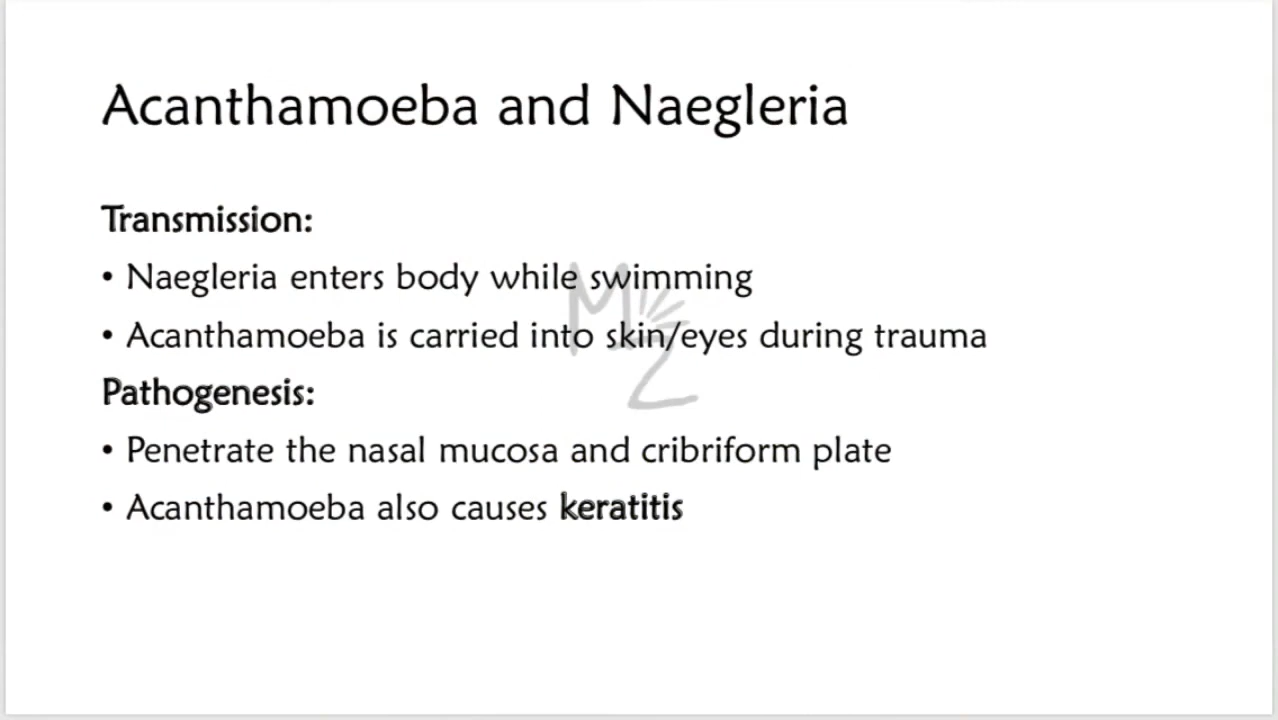 Acanthamoeba and Naegleria
Transmission:
• Naegleria enters body while swimming
• Acanthamoeba is carried into skin/eyes during trauma
Pathogenesis:
• Penetrate the nasal mucosa and cribriform plate
• Acanthamoeba also causes keratitis
MZ